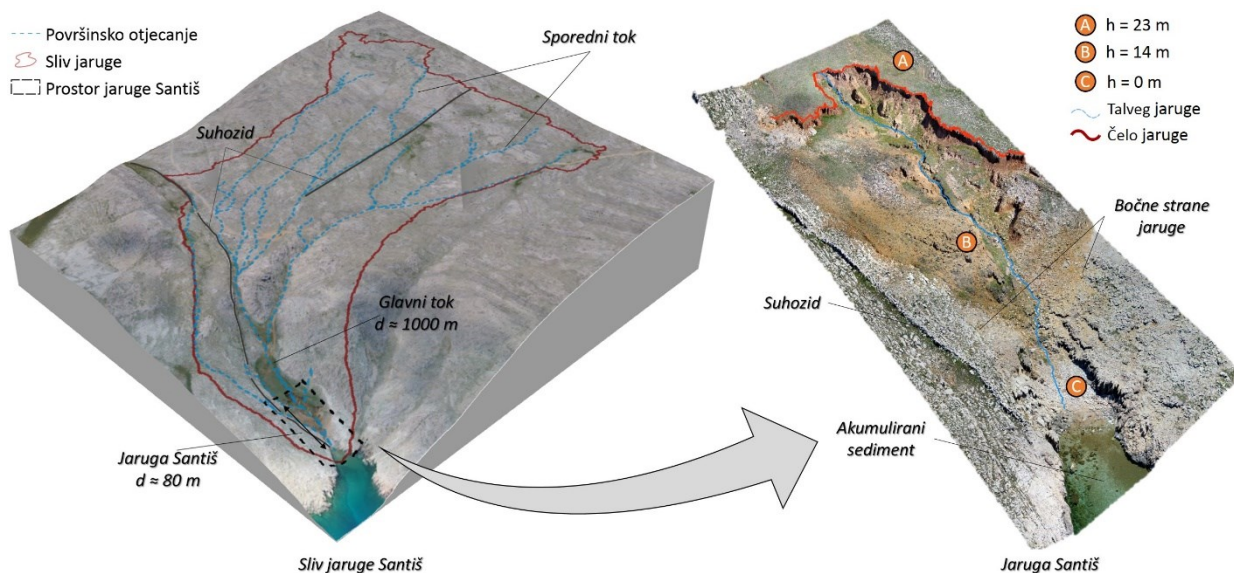 Površinsko otjecanje
Sliv jaruge
Prostor jaruge Santiš
Sporedni tok
Suhozid
Glavni tok
d ≈ 1000 m
Jaruga Santiš
d ≈ 80 m
Sliv jaruge Santiš
A h = 23 m
B h = 14 m
C h = 0 m
Talveg jaruge
Čelo jaruge
A
Bočne strane
jaruge
B
Suhozid
C
Akumulirani
sediment
Jaruga Santiš